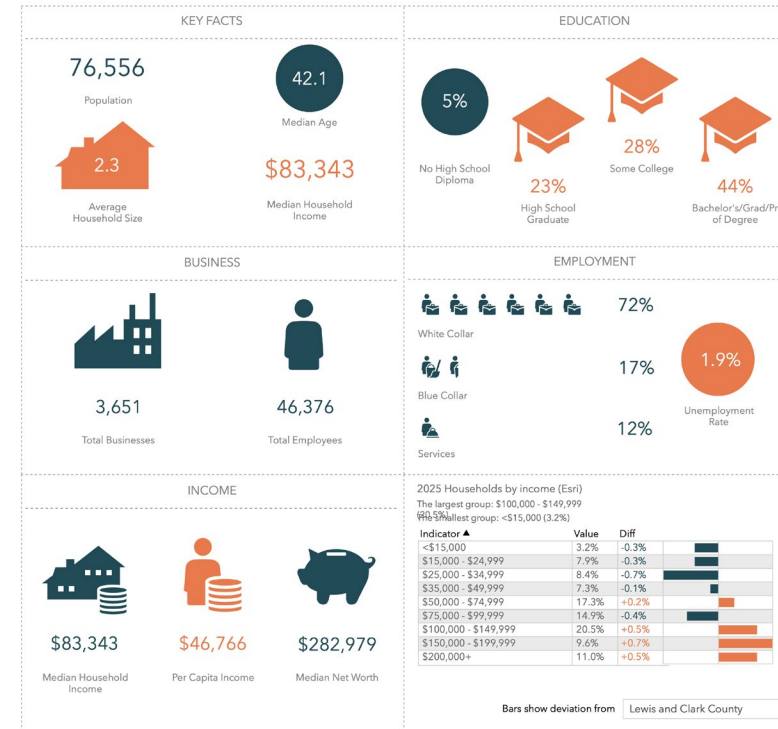 KEY FACTS
76,556
Population
42.1
Median Age
2.3
Average
Household Size
$83,343
Median Household
Income
EDUCATION
5%
No High School
Diploma
23%
High School
Graduate
28%
Some College
44%
Bachelor's/Grad/Pr
of Degree
BUSINESS
3,651
Total Businesses
46,376
Total Employees
EMPLOYMENT
72%
White Collar
17%
Blue Collar
12%
Services
1.9%
Unemployment
Rate
INCOME
$83,343
Median Household
Income
$46,766
Per Capita Income
$282,979
Median Net Worth
2025 Households by income (Esri)
The largest group: $100,000 - $149,999
(20.5%)
The smallest group: <$15,000 (3.2%)
Indicator ▲ Value Diff
<$15,000 3.2% -0.3%
$15,000 - $24,999 7.9% -0.3%
$25,000 - $34,999 8.4% -0.7%
$35,000 - $49,999 7.3% -0.1%
$50,000 - $74,999 17.3% +0.2%
$75,000 - $99,999 14.9% -0.4%
$100,000 - $149,999 20.5% +0.5%
$150,000 - $199,999 9.6% +0.7%
$200,000+ 11.0% +0.5%
Bars show deviation from Lewis and Clark County